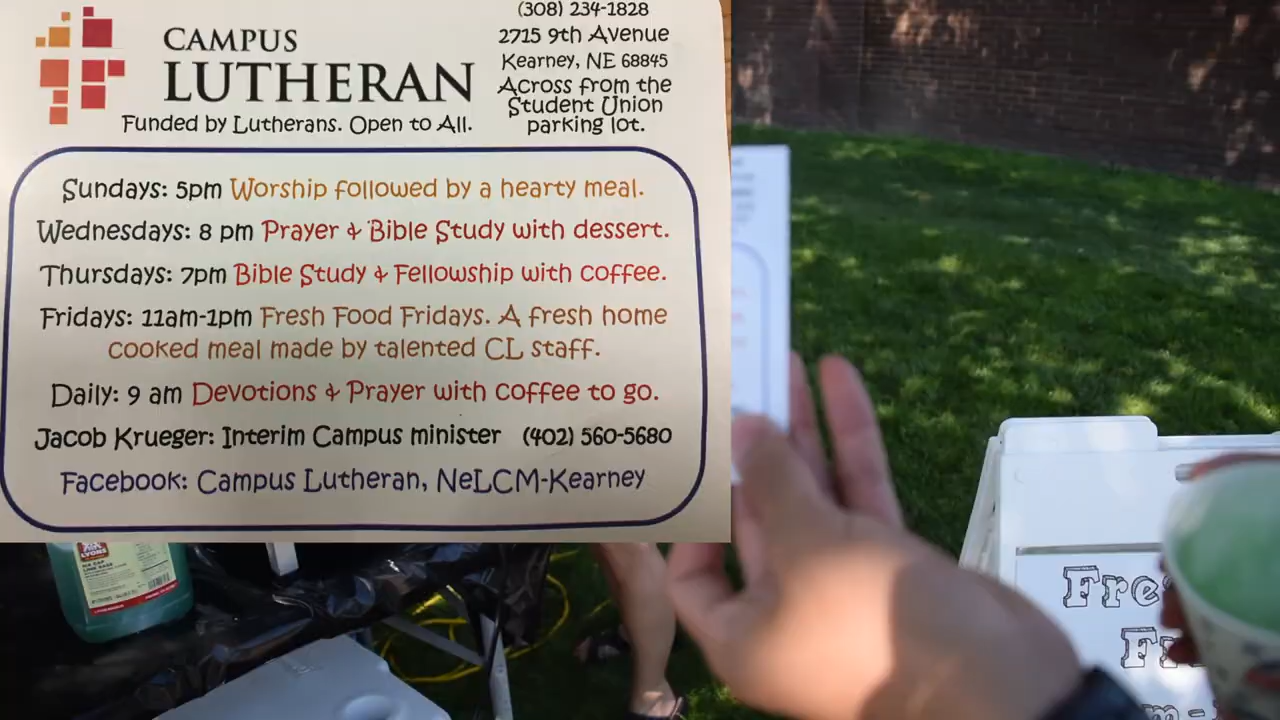 CAMPUS
LUTHERAN
Funded by Lutherans. Open to All.
(308) 234-1828
2715 9th Avenue
Kearney, NE 68845
Across from the
Student Union
parking lot.
Sundays: 5pm Worship followed by a hearty meal.
Wednesdays: 8 pm Prayer & Bible Study with dessert.
Thursdays: 7pm Bible Study & Fellowship with coffee.
Fridays: 11am-1pm Fresh Food Fridays. A fresh home
cooked meal made by talented CL staff.
Daily: 9 am Devotions & Prayer with coffee to go.
Jacob Krueger: Interim Campus minister (402) 560-5680
Facebook: Campus Lutheran, NeLCM-Kearney
LYONS